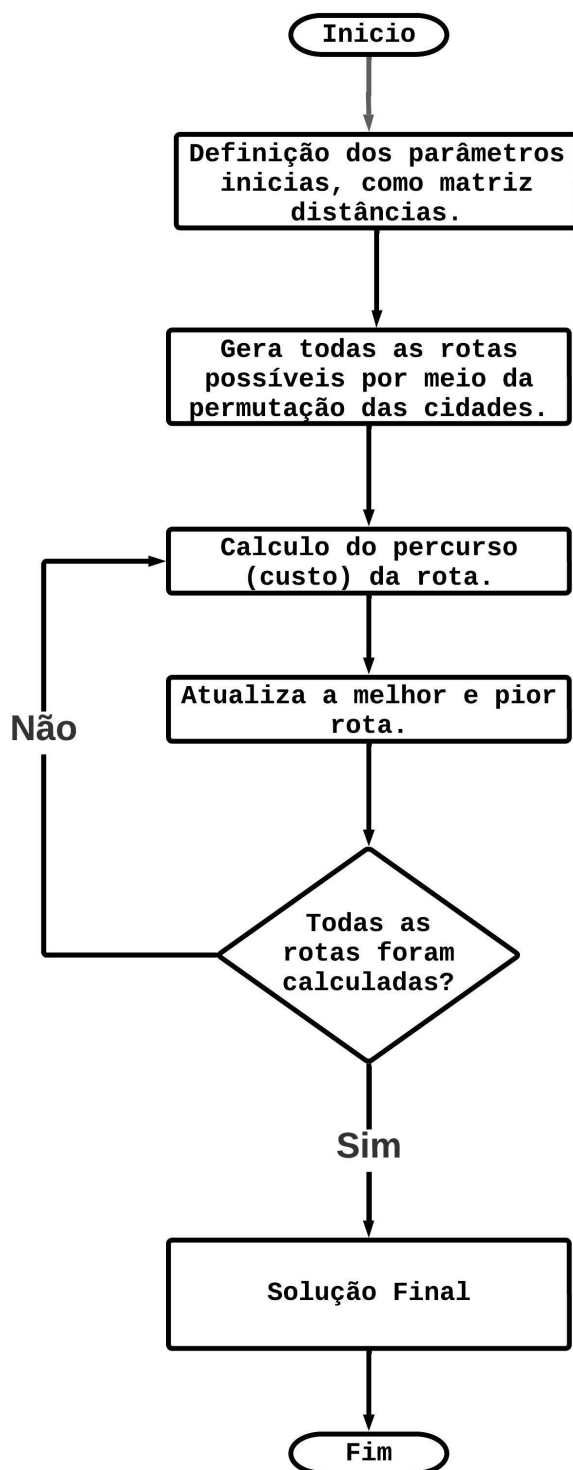 Inicio
Definição dos parâmetros
inicias, como matriz
distâncias.
Gera todas as rotas
possíveis por meio da
permutação das cidades.
Calculo do percurso
(custo) da rota.
Atualiza a melhor e pior
rota.
Não
Todas as
rotas foram
calculadas?
Sim
Solução Final
Fim